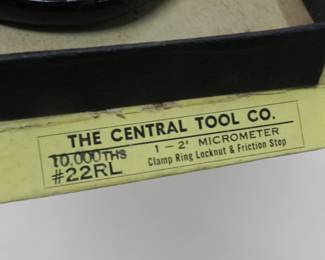 THE CENTRAL TOOL CO.
10,000THS 1 – 2" MICROMETER
#22RL Clamp Ring Locknut & Friction Stop